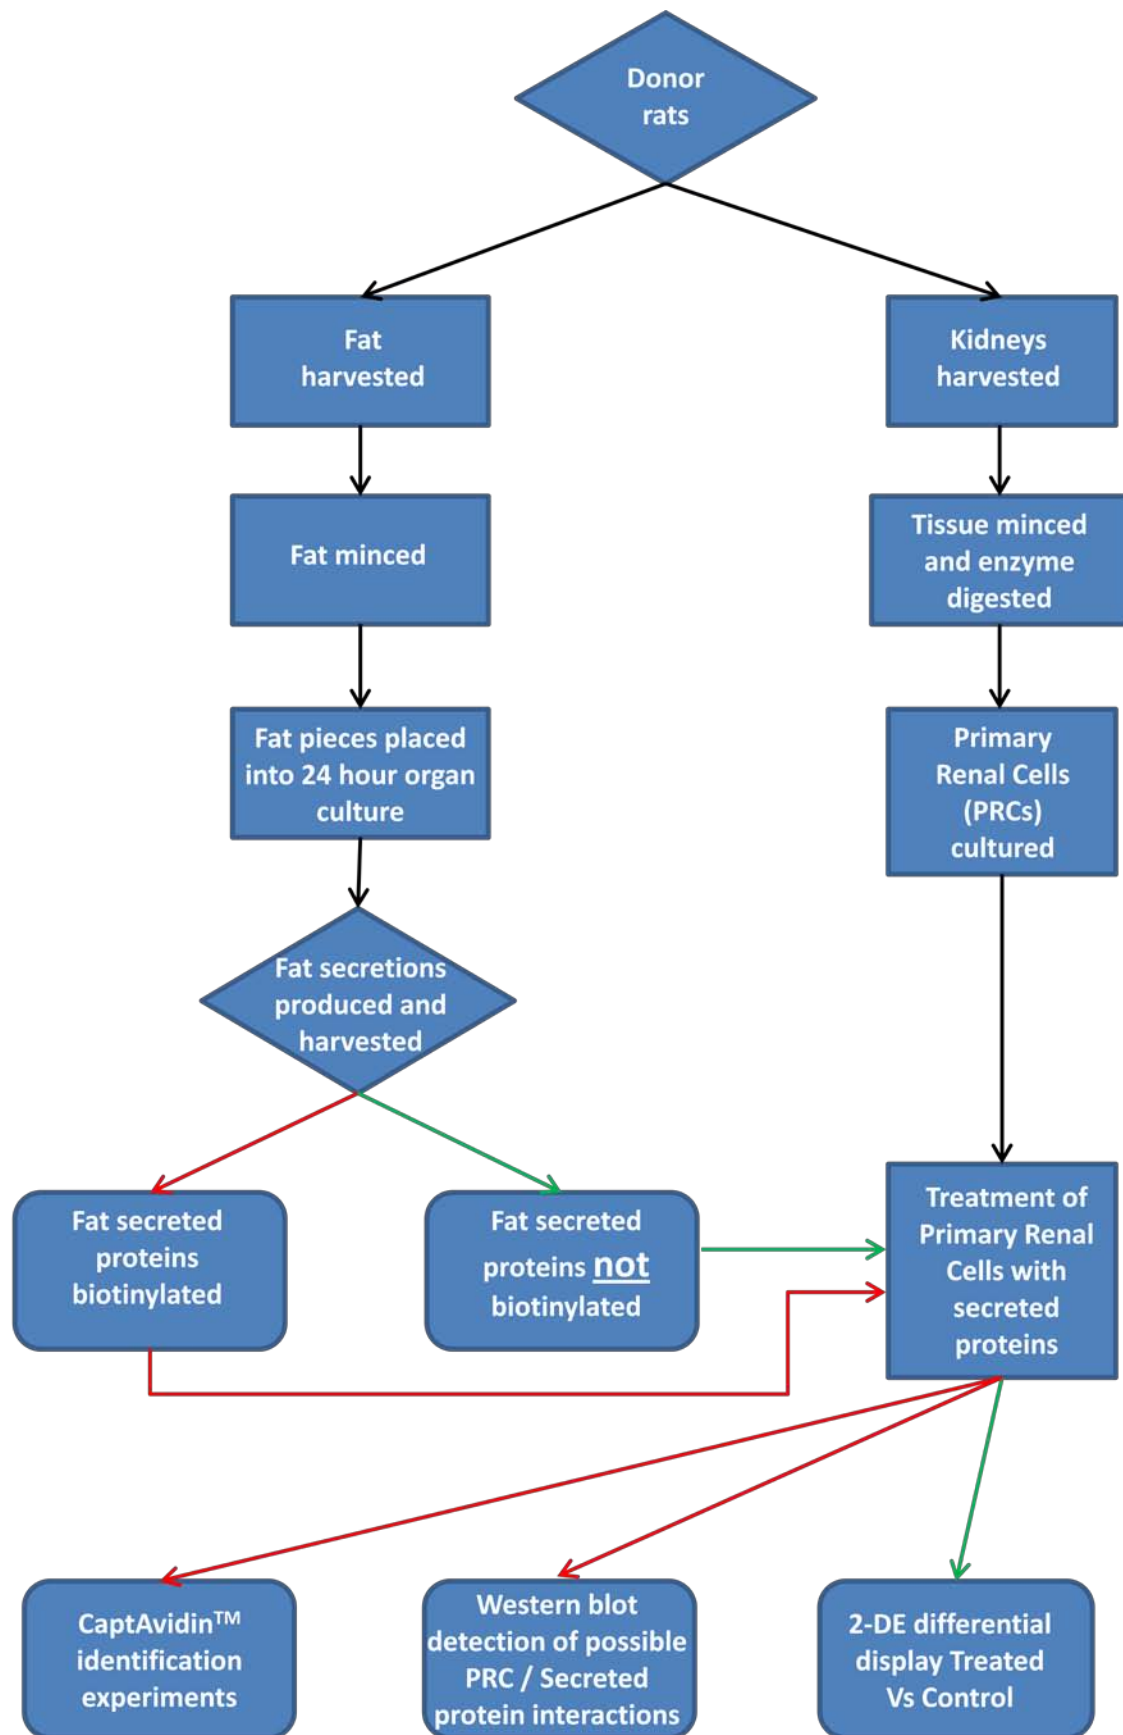 Donor
rats
Fat
harvested
Kidneys
harvested
Fat minced
Tissue minced
and enzyme
digested
Fat pieces placed
into 24 hour organ
culture
Primary
Renal Cells
(PRCs)
cultured
Fat secretions
produced and
harvested
Fat secreted
proteins
biotinylated
Fat secreted
proteins not
biotinylated
Treatment of
Primary Renal
Cells with
secreted
proteins
CaptAvidin™
identification
experiments
Western blot
detection of possible
PRC / Secreted
protein interactions
2-DE differential
display Treated
Vs Control